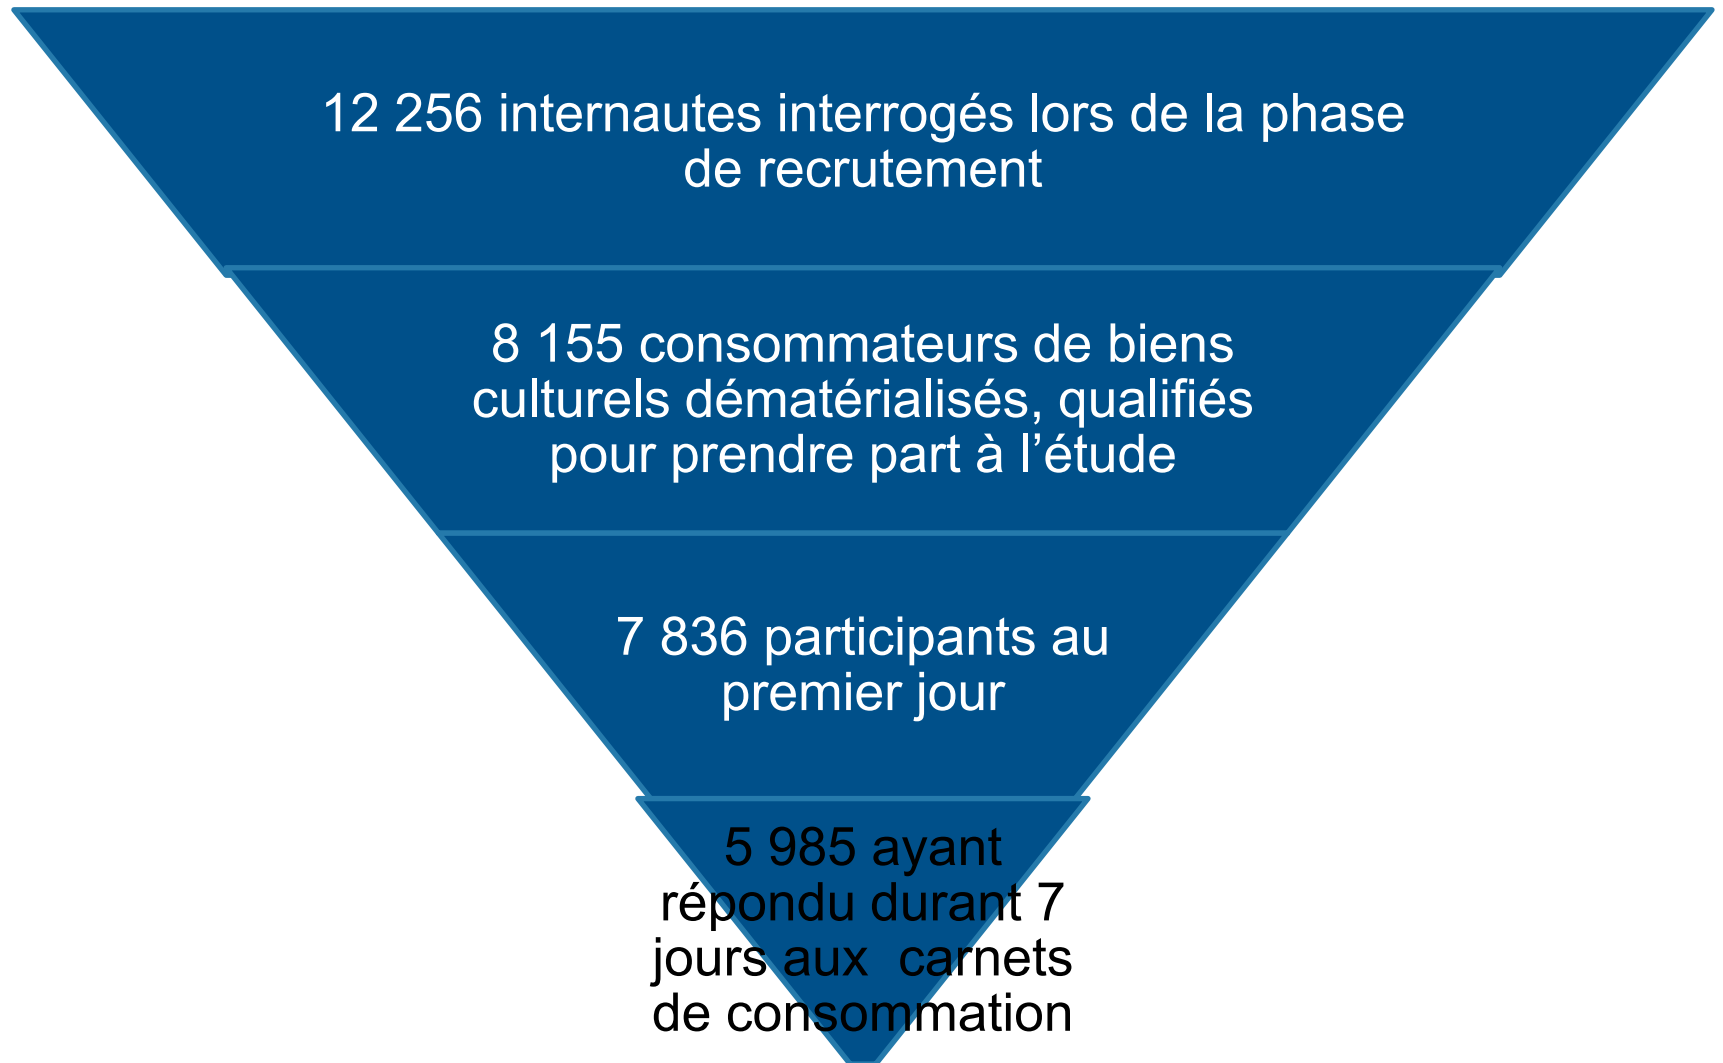 12 256 internautes interrogés lors de la phase
de recrutement
8 155 consommateurs de biens
culturels dématérialisés, qualifiés
pour prendre part à l’étude
7 836 participants au
premier jour
5 985 ayant
répondu durant 7
jours aux  carnets
de consommation